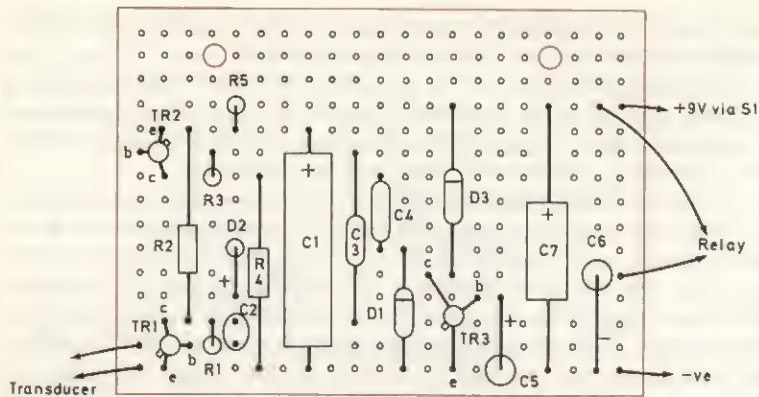 R5
TR2
+9V via S1
e
b
c
R3
D3
+
C4
R2
D2
C1
C3
+
C7
C6
Relay
R4
+
c
b
C2
D1
c
TR1
+
TR3
-
b
R1
e
e
C5
-ve
Transducer